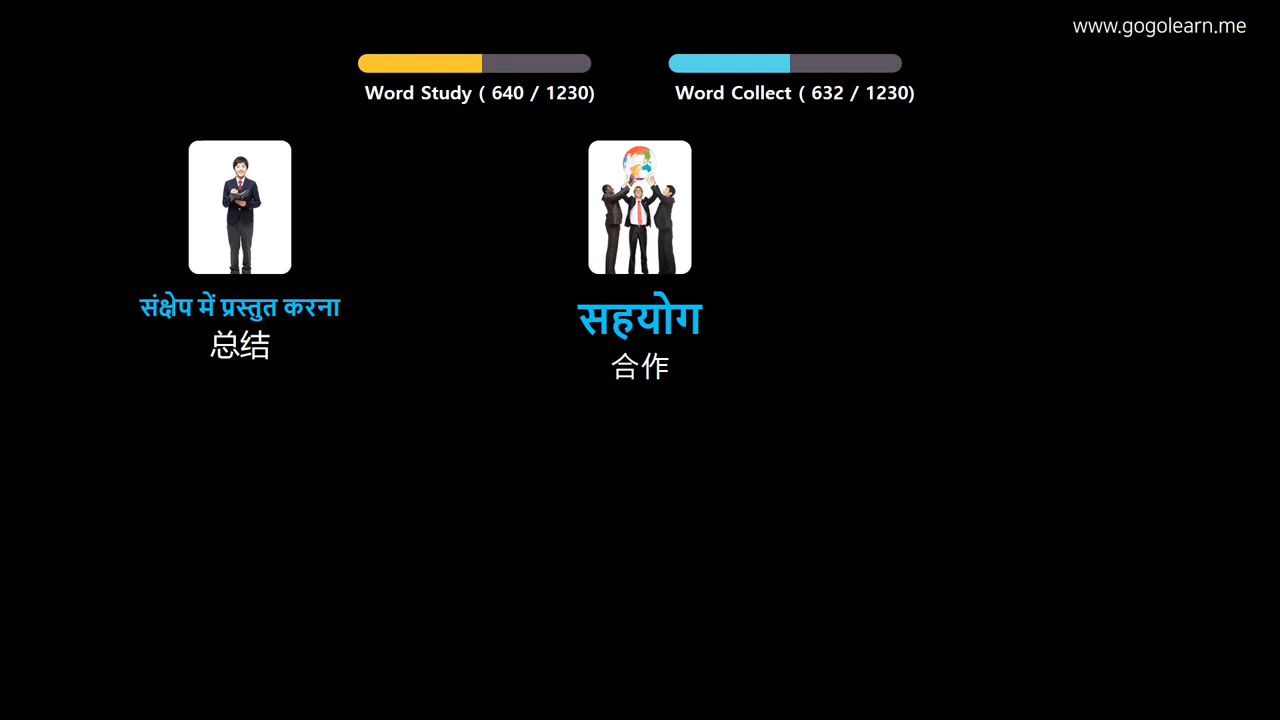 www.gogolearn.me
Word Study ( 640 / 1230)
Word Collect ( 632 / 1230)
संक्षेप में प्रस्तुत करना
总结
सहयोग
合作